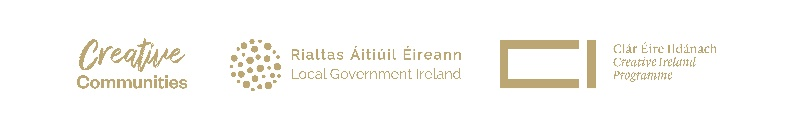 Creative
Communities
Rialtas Áitiúil Éireann
Local Government Ireland
Clár Éire Ildánach
Creative Ireland
Programme